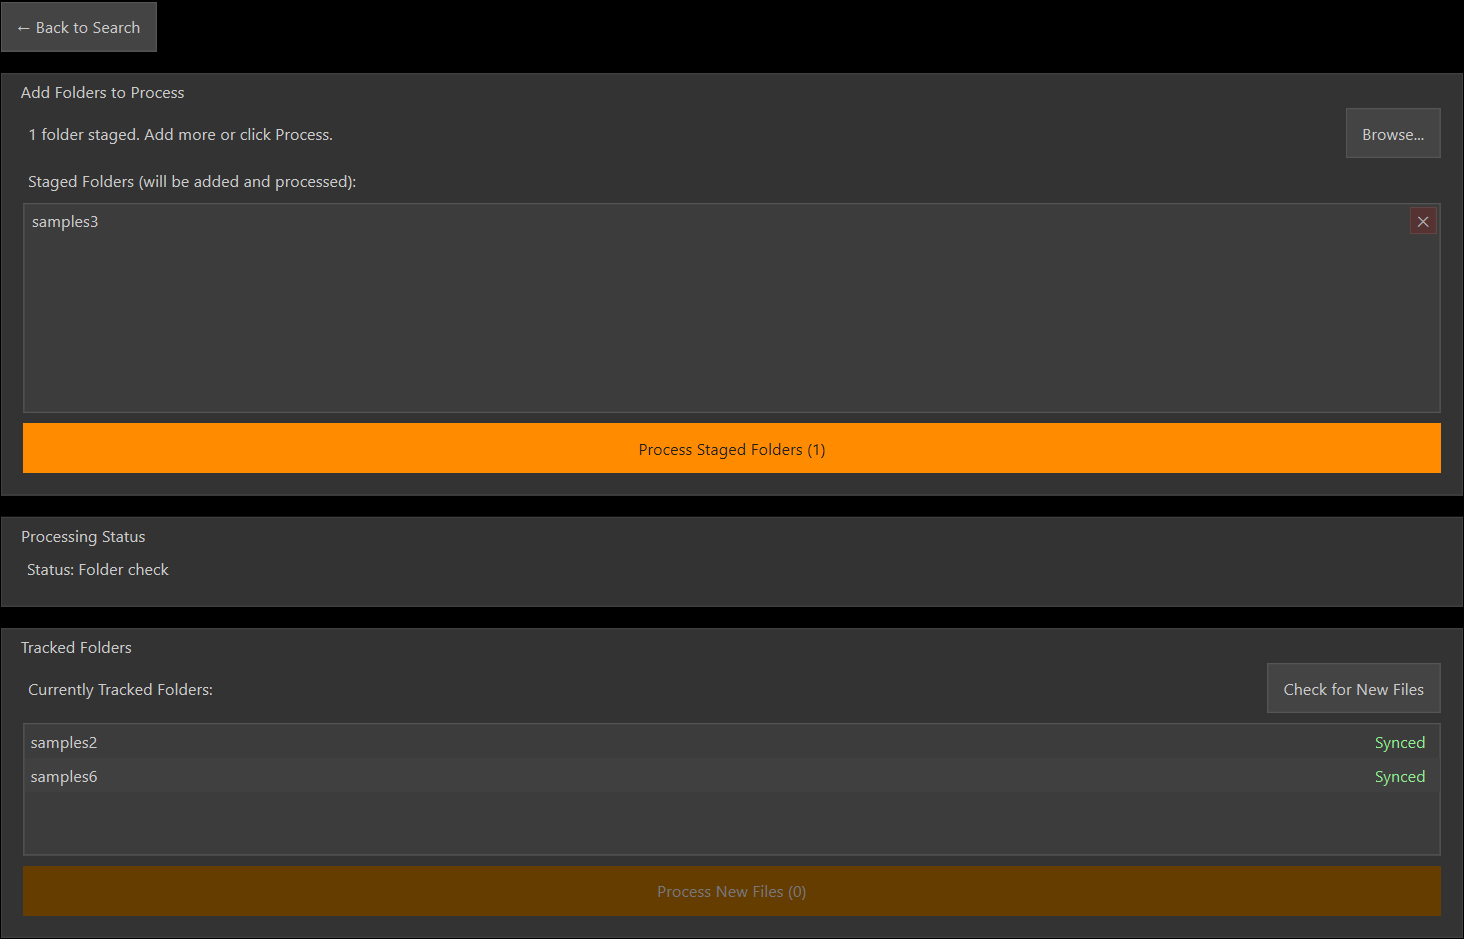 ← Back to Search
Add Folders to Process
1 folder staged. Add more or click Process.
Browse...
Staged Folders (will be added and processed):
samples3
Process Staged Folders (1)
Processing Status
Status: Folder check
Tracked Folders
Currently Tracked Folders:
Check for New Files
samples2 Synced
samples6 Synced
Process New Files (0)